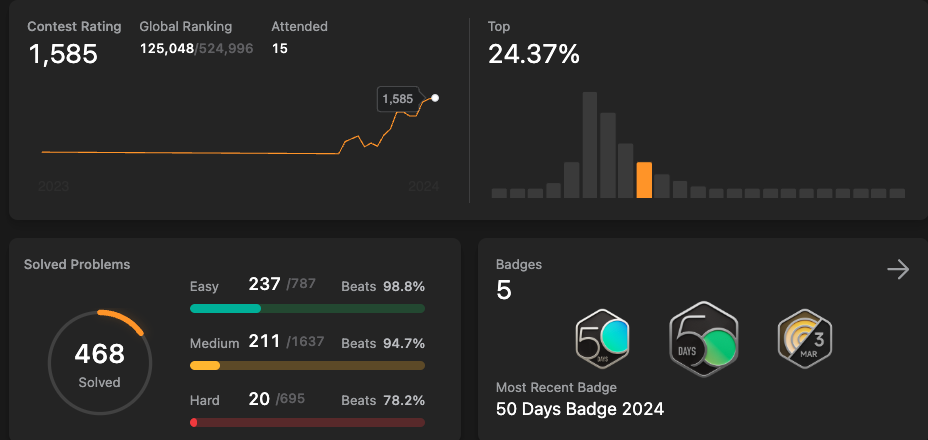 Contest Rating Global Ranking Attended
1,585 125,048/524,996 15
1,585
2023 2024
Top
24.37%
Solved Problems
468
Solved
Easy 237 /787 Beats 98.8%
Medium 211 /1637 Beats 94.7%
Hard 20 /695 Beats 78.2%
Badges
5
50 DAYS
50 DAYS
3 MAR
Most Recent Badge
50 Days Badge 2024